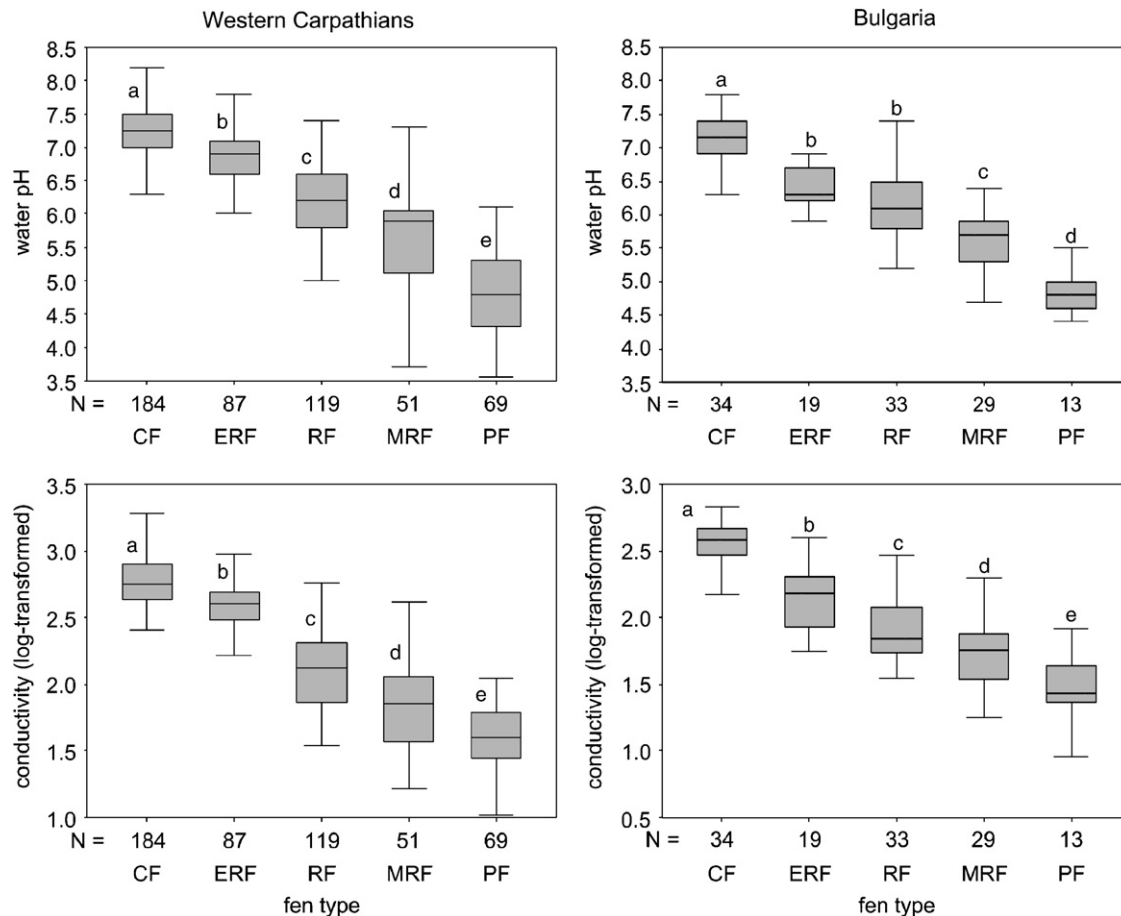 Western Carpathians
Bulgaria
8.5
8.0
7.5
7.0
6.5
6.0
5.5
5.0
4.5
4.0
3.5
water pH
a
b
c
d
e
N = 184 87 119 51 69
CF ERF RF MRF PF
8.5
8.0
7.5
7.0
6.5
6.0
5.5
5.0
4.5
4.0
3.5
water pH
a
b
b
c
d
N = 34 19 33 29 13
CF ERF RF MRF PF
3.5
3.0
2.5
2.0
1.5
1.0
conductivity (log-transformed)
a
b
c
d
e
N = 184 87 119 51 69
CF ERF RF MRF PF
fen type
3.0
2.5
2.0
1.5
1.0
0.5
conductivity (log-transformed)
a
b
c
d
e
N = 34 19 33 29 13
CF ERF RF MRF PF
fen type